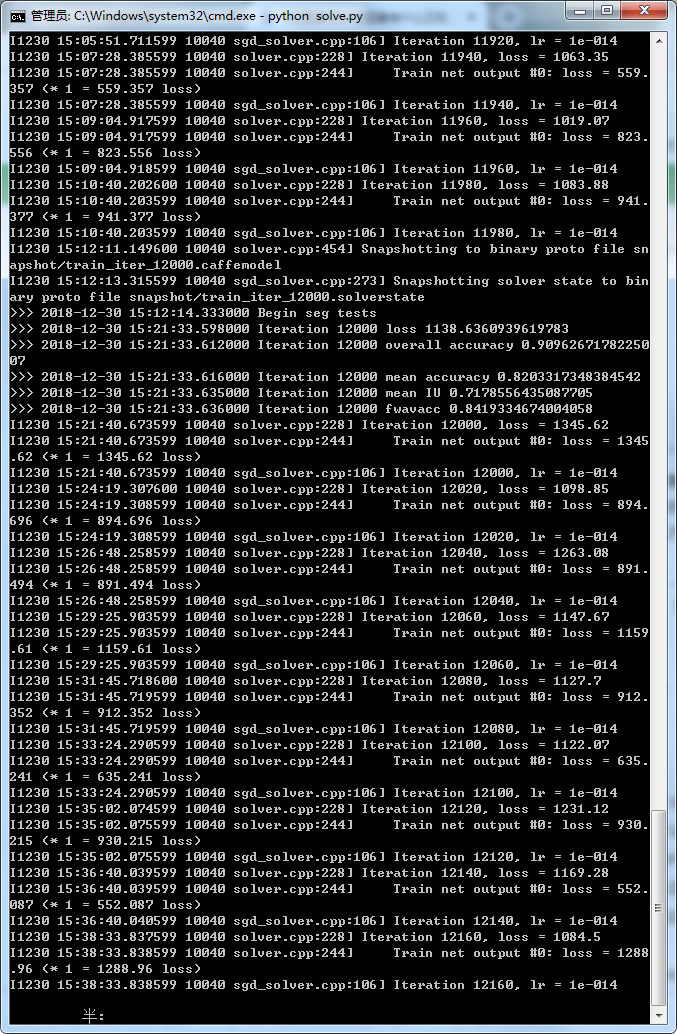 管理员: C:\Windows\system32\cmd.exe - python  solve.py
I1230 15:05:51.711599 10040 sgd_solver.cpp:106] Iteration 11920, lr = 1e-014
I1230 15:07:28.385599 10040 solver.cpp:228] Iteration 11940, loss = 1063.35
I1230 15:07:28.385599 10040 solver.cpp:244]     Train net output #0: loss = 559.
357 (* 1 = 559.357 loss)
I1230 15:07:28.385599 10040 sgd_solver.cpp:106] Iteration 11940, lr = 1e-014
I1230 15:09:04.917599 10040 solver.cpp:228] Iteration 11960, loss = 1019.07
I1230 15:09:04.917599 10040 solver.cpp:244]     Train net output #0: loss = 823.
556 (* 1 = 823.556 loss)
I1230 15:09:04.918599 10040 sgd_solver.cpp:106] Iteration 11960, lr = 1e-014
I1230 15:10:40.202600 10040 solver.cpp:228] Iteration 11980, loss = 1083.88
I1230 15:10:40.203599 10040 solver.cpp:244]     Train net output #0: loss = 941.
377 (* 1 = 941.377 loss)
I1230 15:10:40.203599 10040 sgd_solver.cpp:106] Iteration 11980, lr = 1e-014
I1230 15:12:11.149600 10040 solver.cpp:454] Snapshotting to binary proto file sn
apshot/train_iter_12000.caffemodel
I1230 15:12:13.315599 10040 sgd_solver.cpp:273] Snapshotting solver state to bin
ary proto file snapshot/train_iter_12000.solverstate
>>> 2018-12-30 15:12:14.333000 Begin seg tests
>>> 2018-12-30 15:21:33.598000 Iteration 12000 loss 1138.6360939619783
>>> 2018-12-30 15:21:33.612000 Iteration 12000 overall accuracy 0.90962671782250
07
>>> 2018-12-30 15:21:33.616000 Iteration 12000 mean accuracy 0.8203317348384542
>>> 2018-12-30 15:21:33.635000 Iteration 12000 mean IU 0.7178556435087705
>>> 2018-12-30 15:21:33.636000 Iteration 12000 fwavacc 0.8419334674004058
I1230 15:21:40.673599 10040 solver.cpp:228] Iteration 12000, loss = 1345.62
I1230 15:21:40.673599 10040 solver.cpp:244]     Train net output #0: loss = 1345
.62 (* 1 = 1345.62 loss)
I1230 15:21:40.673599 10040 sgd_solver.cpp:106] Iteration 12000, lr = 1e-014
I1230 15:24:19.307600 10040 solver.cpp:228] Iteration 12020, loss = 1098.85
I1230 15:24:19.308599 10040 solver.cpp:244]     Train net output #0: loss = 894.
696 (* 1 = 894.696 loss)
I1230 15:24:19.308599 10040 sgd_solver.cpp:106] Iteration 12020, lr = 1e-014
I1230 15:26:48.258599 10040 solver.cpp:228] Iteration 12040, loss = 1263.08
I1230 15:26:48.258599 10040 solver.cpp:244]     Train net output #0: loss = 891.
494 (* 1 = 891.494 loss)
I1230 15:26:48.258599 10040 sgd_solver.cpp:106] Iteration 12040, lr = 1e-014
I1230 15:29:25.903599 10040 solver.cpp:228] Iteration 12060, loss = 1147.67
I1230 15:29:25.903599 10040 solver.cpp:244]     Train net output #0: loss = 1159
.61 (* 1 = 1159.61 loss)
I1230 15:29:25.903599 10040 sgd_solver.cpp:106] Iteration 12060, lr = 1e-014
I1230 15:31:45.718600 10040 solver.cpp:228] Iteration 12080, loss = 1127.7
I1230 15:31:45.719599 10040 solver.cpp:244]     Train net output #0: loss = 912.
352 (* 1 = 912.352 loss)
I1230 15:31:45.719599 10040 sgd_solver.cpp:106] Iteration 12080, lr = 1e-014
I1230 15:33:24.290599 10040 solver.cpp:228] Iteration 12100, loss = 1122.07
I1230 15:33:24.290599 10040 solver.cpp:244]     Train net output #0: loss = 635.
241 (* 1 = 635.241 loss)
I1230 15:33:24.290599 10040 sgd_solver.cpp:106] Iteration 12100, lr = 1e-014
I1230 15:35:02.074599 10040 solver.cpp:228] Iteration 12120, loss = 1231.12
I1230 15:35:02.075599 10040 solver.cpp:244]     Train net output #0: loss = 930.
215 (* 1 = 930.215 loss)
I1230 15:35:02.075599 10040 sgd_solver.cpp:106] Iteration 12120, lr = 1e-014
I1230 15:36:40.039599 10040 solver.cpp:228] Iteration 12140, loss = 1169.28
I1230 15:36:40.039599 10040 solver.cpp:244]     Train net output #0: loss = 552.
087 (* 1 = 552.087 loss)
I1230 15:36:40.040599 10040 sgd_solver.cpp:106] Iteration 12140, lr = 1e-014
I1230 15:38:33.837599 10040 solver.cpp:228] Iteration 12160, loss = 1084.5
I1230 15:38:33.838599 10040 solver.cpp:244]     Train net output #0: loss = 1288
.96 (* 1 = 1288.96 loss)
I1230 15:38:33.838599 10040 sgd_solver.cpp:106] Iteration 12160, lr = 1e-014
半: